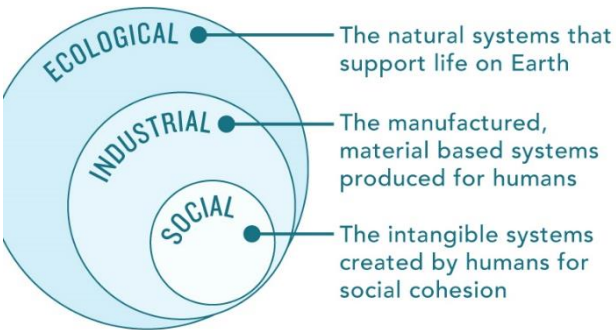 ECOLOGICAL
The natural systems that
support life on Earth
INDUSTRIAL
The manufactured,
material based systems
produced for humans
SOCIAL
The intangible systems
created by humans for
social cohesion